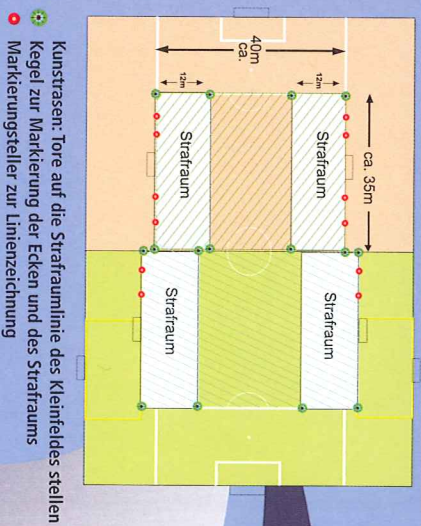 ca.
40m
12m
12m
ca. 35m
Strafraum
Strafraum
Strafraum
Strafraum
Kunstrasen: Tore auf die Strafraumlinie des Kleinfeldes stellen
Kegel zur Markierung der Ecken und des Strafraums
Markierungsteller zur Linienzeichnung